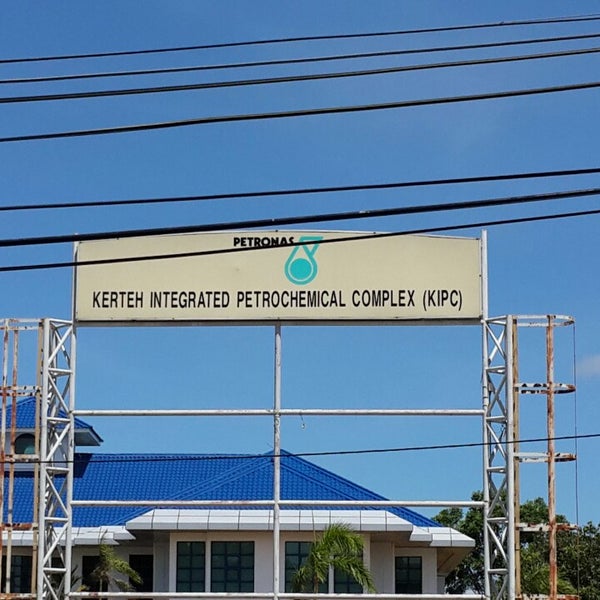 PETRONAS
KERTEH INTEGRATED PETROCHEMICAL COMPLEX (KIPC)